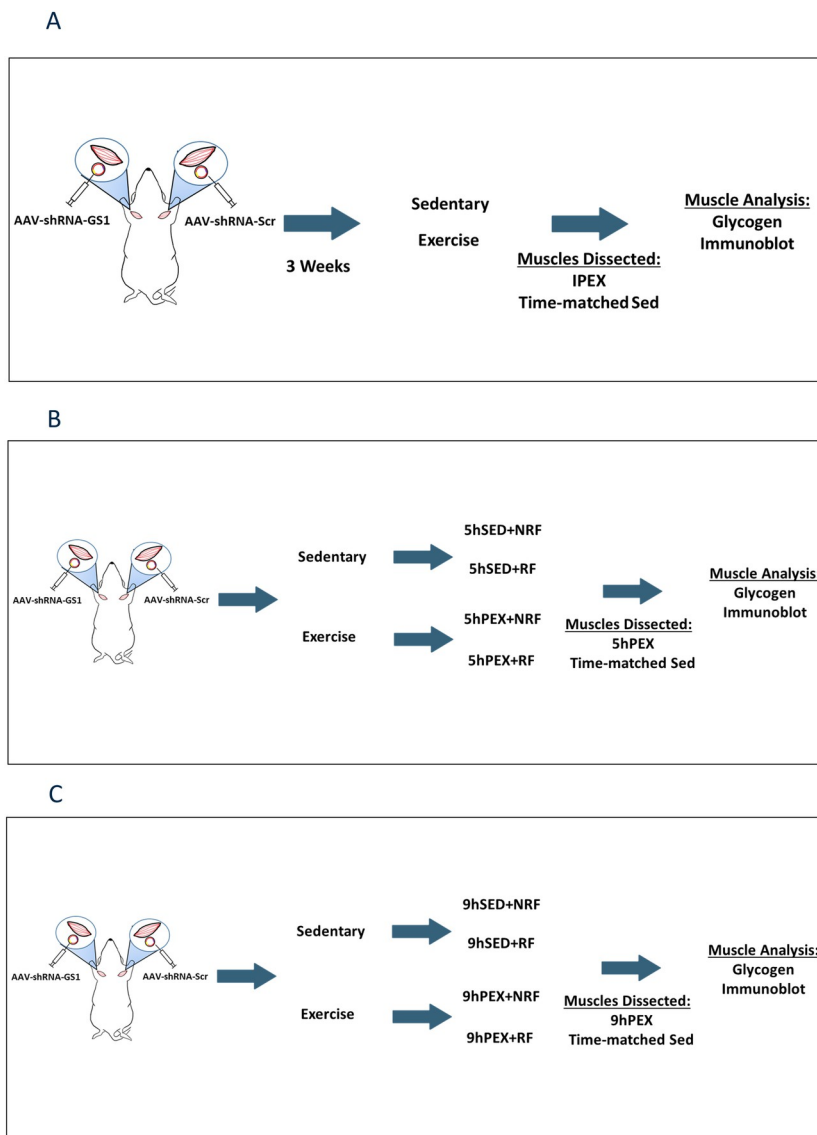 A
AAV-shRNA-GS1
AAV-shRNA-Scr
3 Weeks
Sedentary
Exercise
Muscles Dissected:
IPEX
Time-matched Sed
Muscle Analysis:
Glycogen
Immunoblot
B
AAV-shRNA-GS1
AAV-shRNA-Scr
Sedentary
Exercise
5hSED+NRF
5hSED+RF
5hPEX+NRF
5hPEX+RF
Muscles Dissected:
5hPEX
Time-matched Sed
Muscle Analysis:
Glycogen
Immunoblot
C
AAV-shRNA-GS1
AAV-shRNA-Scr
Sedentary
Exercise
9hSED+NRF
9hSED+RF
9hPEX+NRF
9hPEX+RF
Muscles Dissected:
9hPEX
Time-matched Sed
Muscle Analysis:
Glycogen
Immunoblot